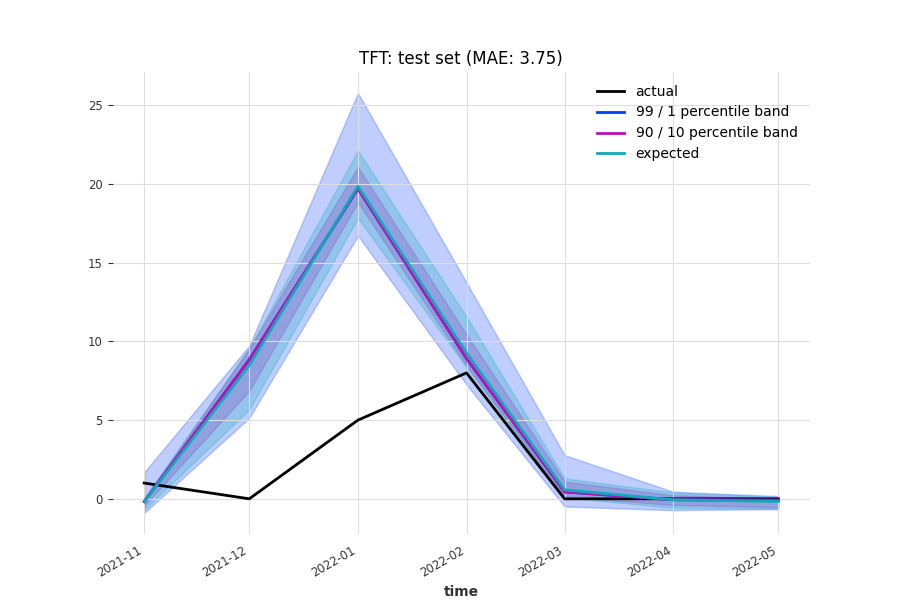 TFT: test set (MAE: 3.75)
actual
99 / 1 percentile band
90 / 10 percentile band
expected
25
20
15
10
5
0
2021-11
2021-12
2022-01
2022-02
2022-03
2022-04
2022-05
time